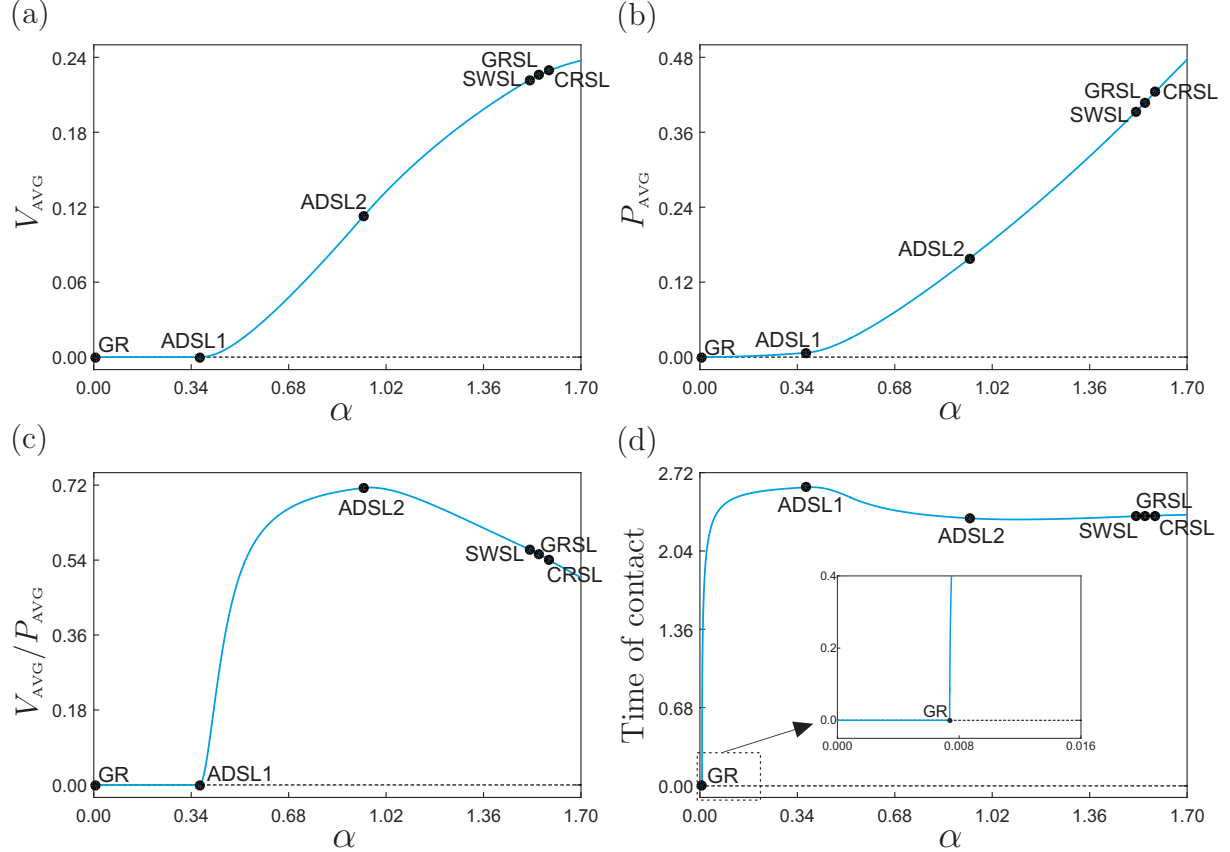 (a)
V_AVG
0.24
0.18
0.12
0.06
0.00
GRSL
SWSL
CRSL
ADSL2
GR
ADSL1
0.00 0.34 0.68 1.02 1.36 1.70
α
(b)
P_AVG
0.48
0.36
0.24
0.12
0.00
GRSL
CRSL
SWSL
ADSL2
ADSL1
GR
0.00 0.34 0.68 1.02 1.36 1.70
α
(c)
V_AVG/P_AVG
0.72
0.54
0.36
0.18
0.00
ADSL2
SWSL
GRSL
CRSL
GR
ADSL1
0.00 0.34 0.68 1.02 1.36 1.70
α
(d)
Time of contact
2.72
2.04
1.36
0.68
0.00
ADSL1
ADSL2
GRSL
SWSL
CRSL
0.4
0.2
0.0
GR
0.000 0.008 0.016
GR
0.00 0.34 0.68 1.02 1.36 1.70
α